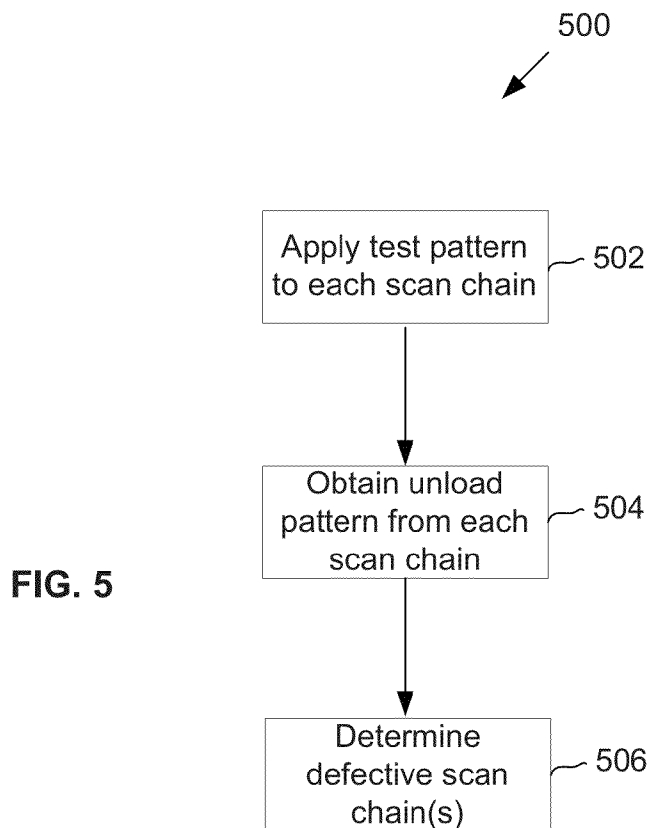 500
Apply test pattern
to each scan chain
502
Obtain unload
pattern from each
scan chain
504
FIG. 5
Determine
defective scan
chain(s)
506